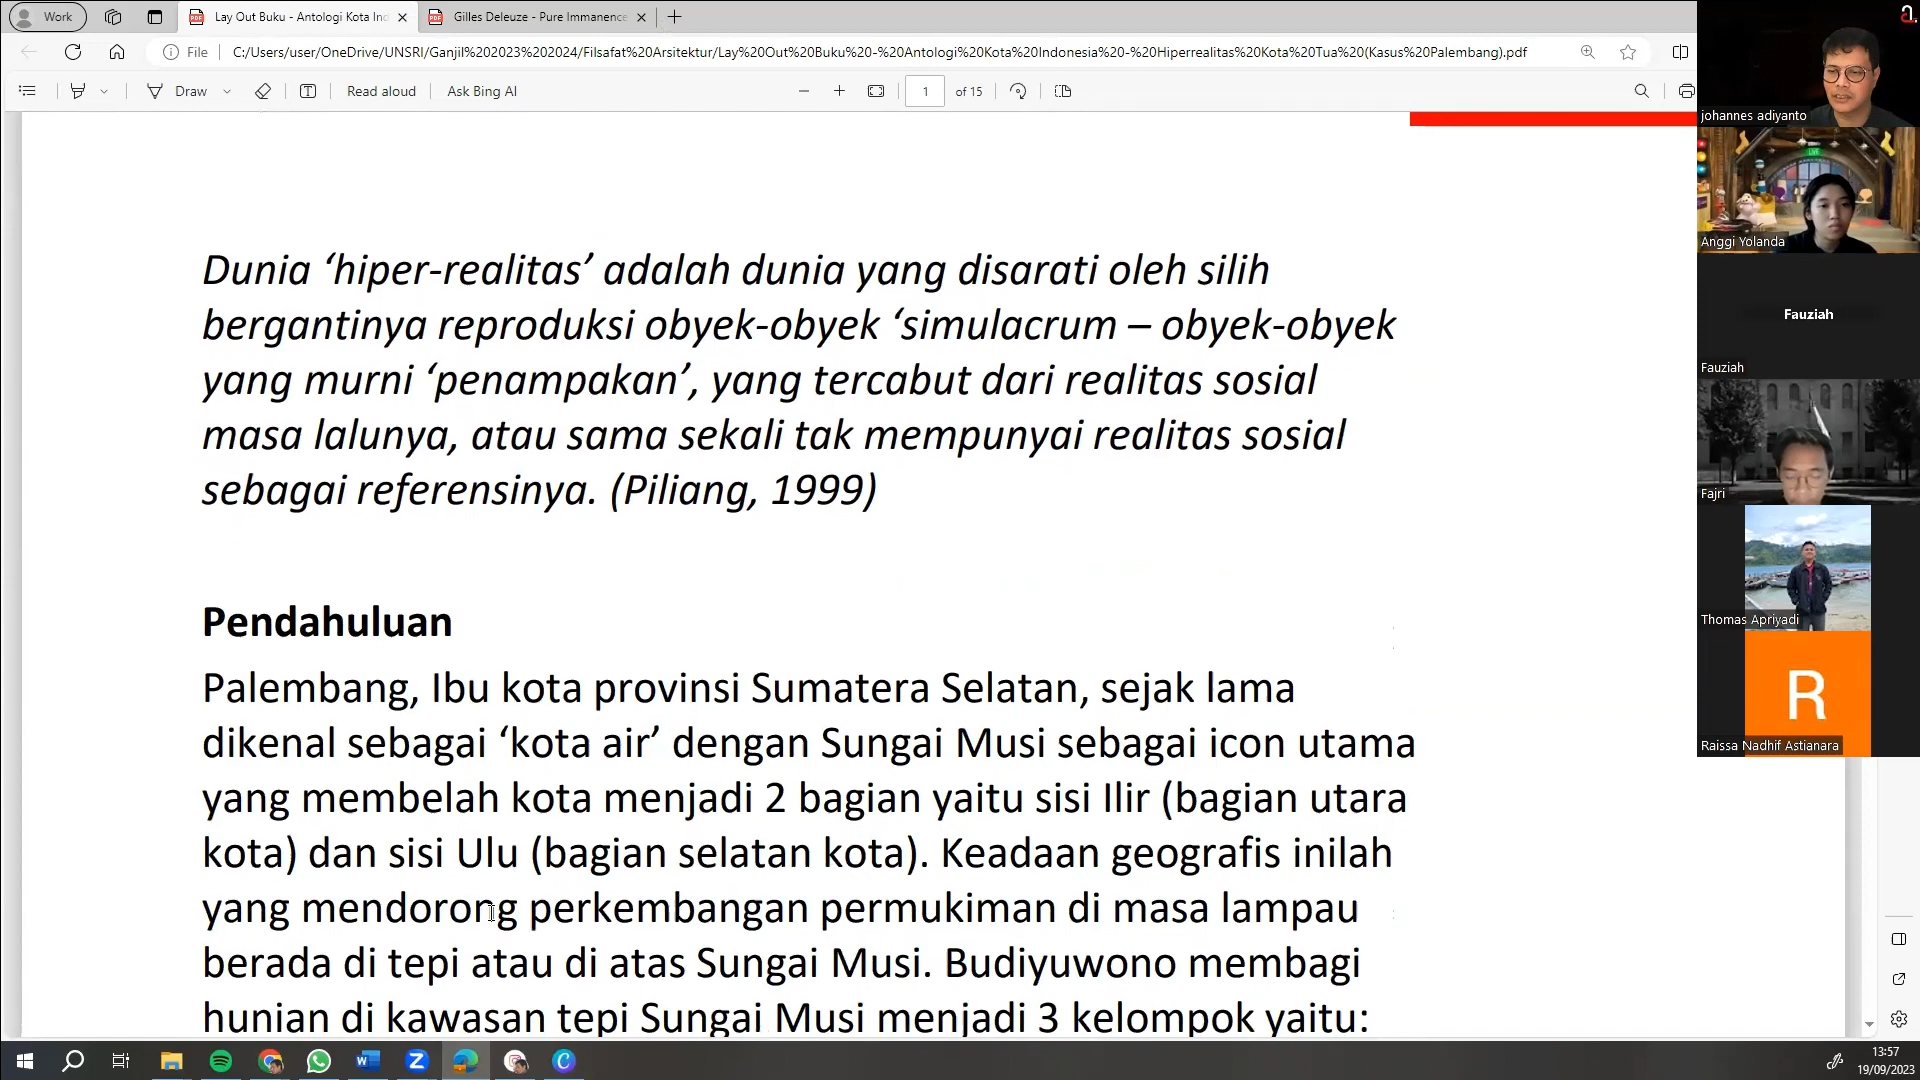 Work
Lay Out Buku - Antologi Kota Ind
Gilles Deleuze - Pure Immanence
File
C:/Users/user/OneDrive/UNSRI/Ganjil%202023%202024/Filsafat%20Arsitektur/Lay%20Out%20Buku%20-%20Antologi%20Kota%20Indonesia%20-%20Hiperrealitas%20Kota%20Tua%20(Kasus%20Palembang).pdf
Draw
Read aloud
Ask Bing AI
1
of 15
Dunia ‘hiper-realitas’ adalah dunia yang disarati oleh silih
bergantinya reproduksi obyek-obyek ‘simulacrum – obyek-obyek
yang murni ‘penampakan’, yang tercabut dari realitas sosial
masa lalunya, atau sama sekali tak mempunyai realitas sosial
sebagai referensinya. (Piliang, 1999)
Pendahuluan
Palembang, Ibu kota provinsi Sumatera Selatan, sejak lama
dikenal sebagai ‘kota air’ dengan Sungai Musi sebagai icon utama
yang membelah kota menjadi 2 bagian yaitu sisi Ilir (bagian utara
kota) dan sisi Ulu (bagian selatan kota). Keadaan geografis inilah
yang mendorong perkembangan permukiman di masa lampau
berada di tepi atau di atas Sungai Musi. Budiyuwono membagi
hunian di kawasan tepi Sungai Musi menjadi 3 kelompok yaitu:
johannes adiyanto
LIVE
Anggi Yolanda
Fauziah
Fauziah
Fajri
Thomas Apriyadi
R
Raissa Nadhif Astianara
13:57
19/09/2023